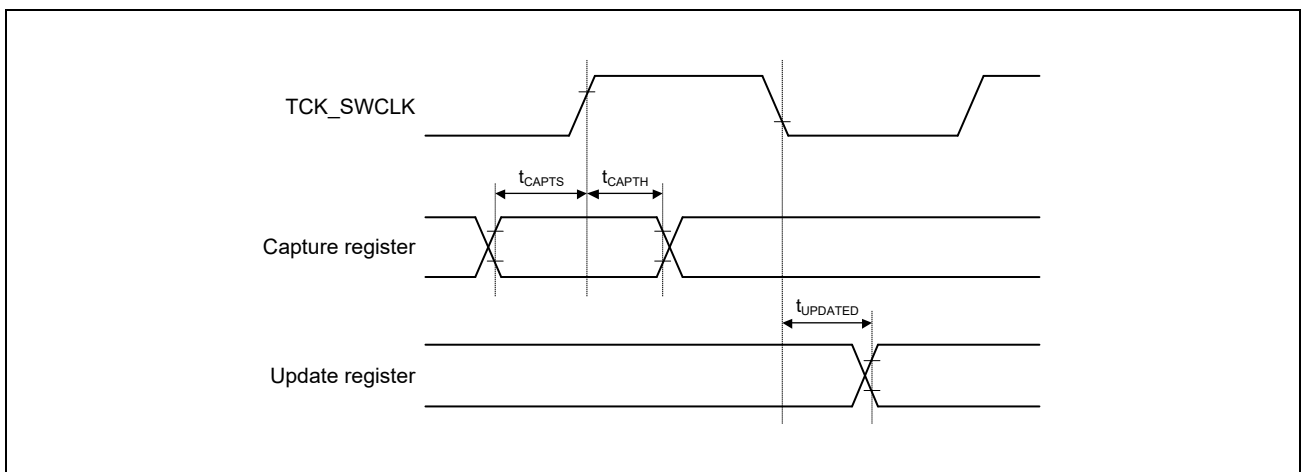 TCK_SWCLK
tCAPTS
tCAPTH
Capture register
tUPDATED
Update register